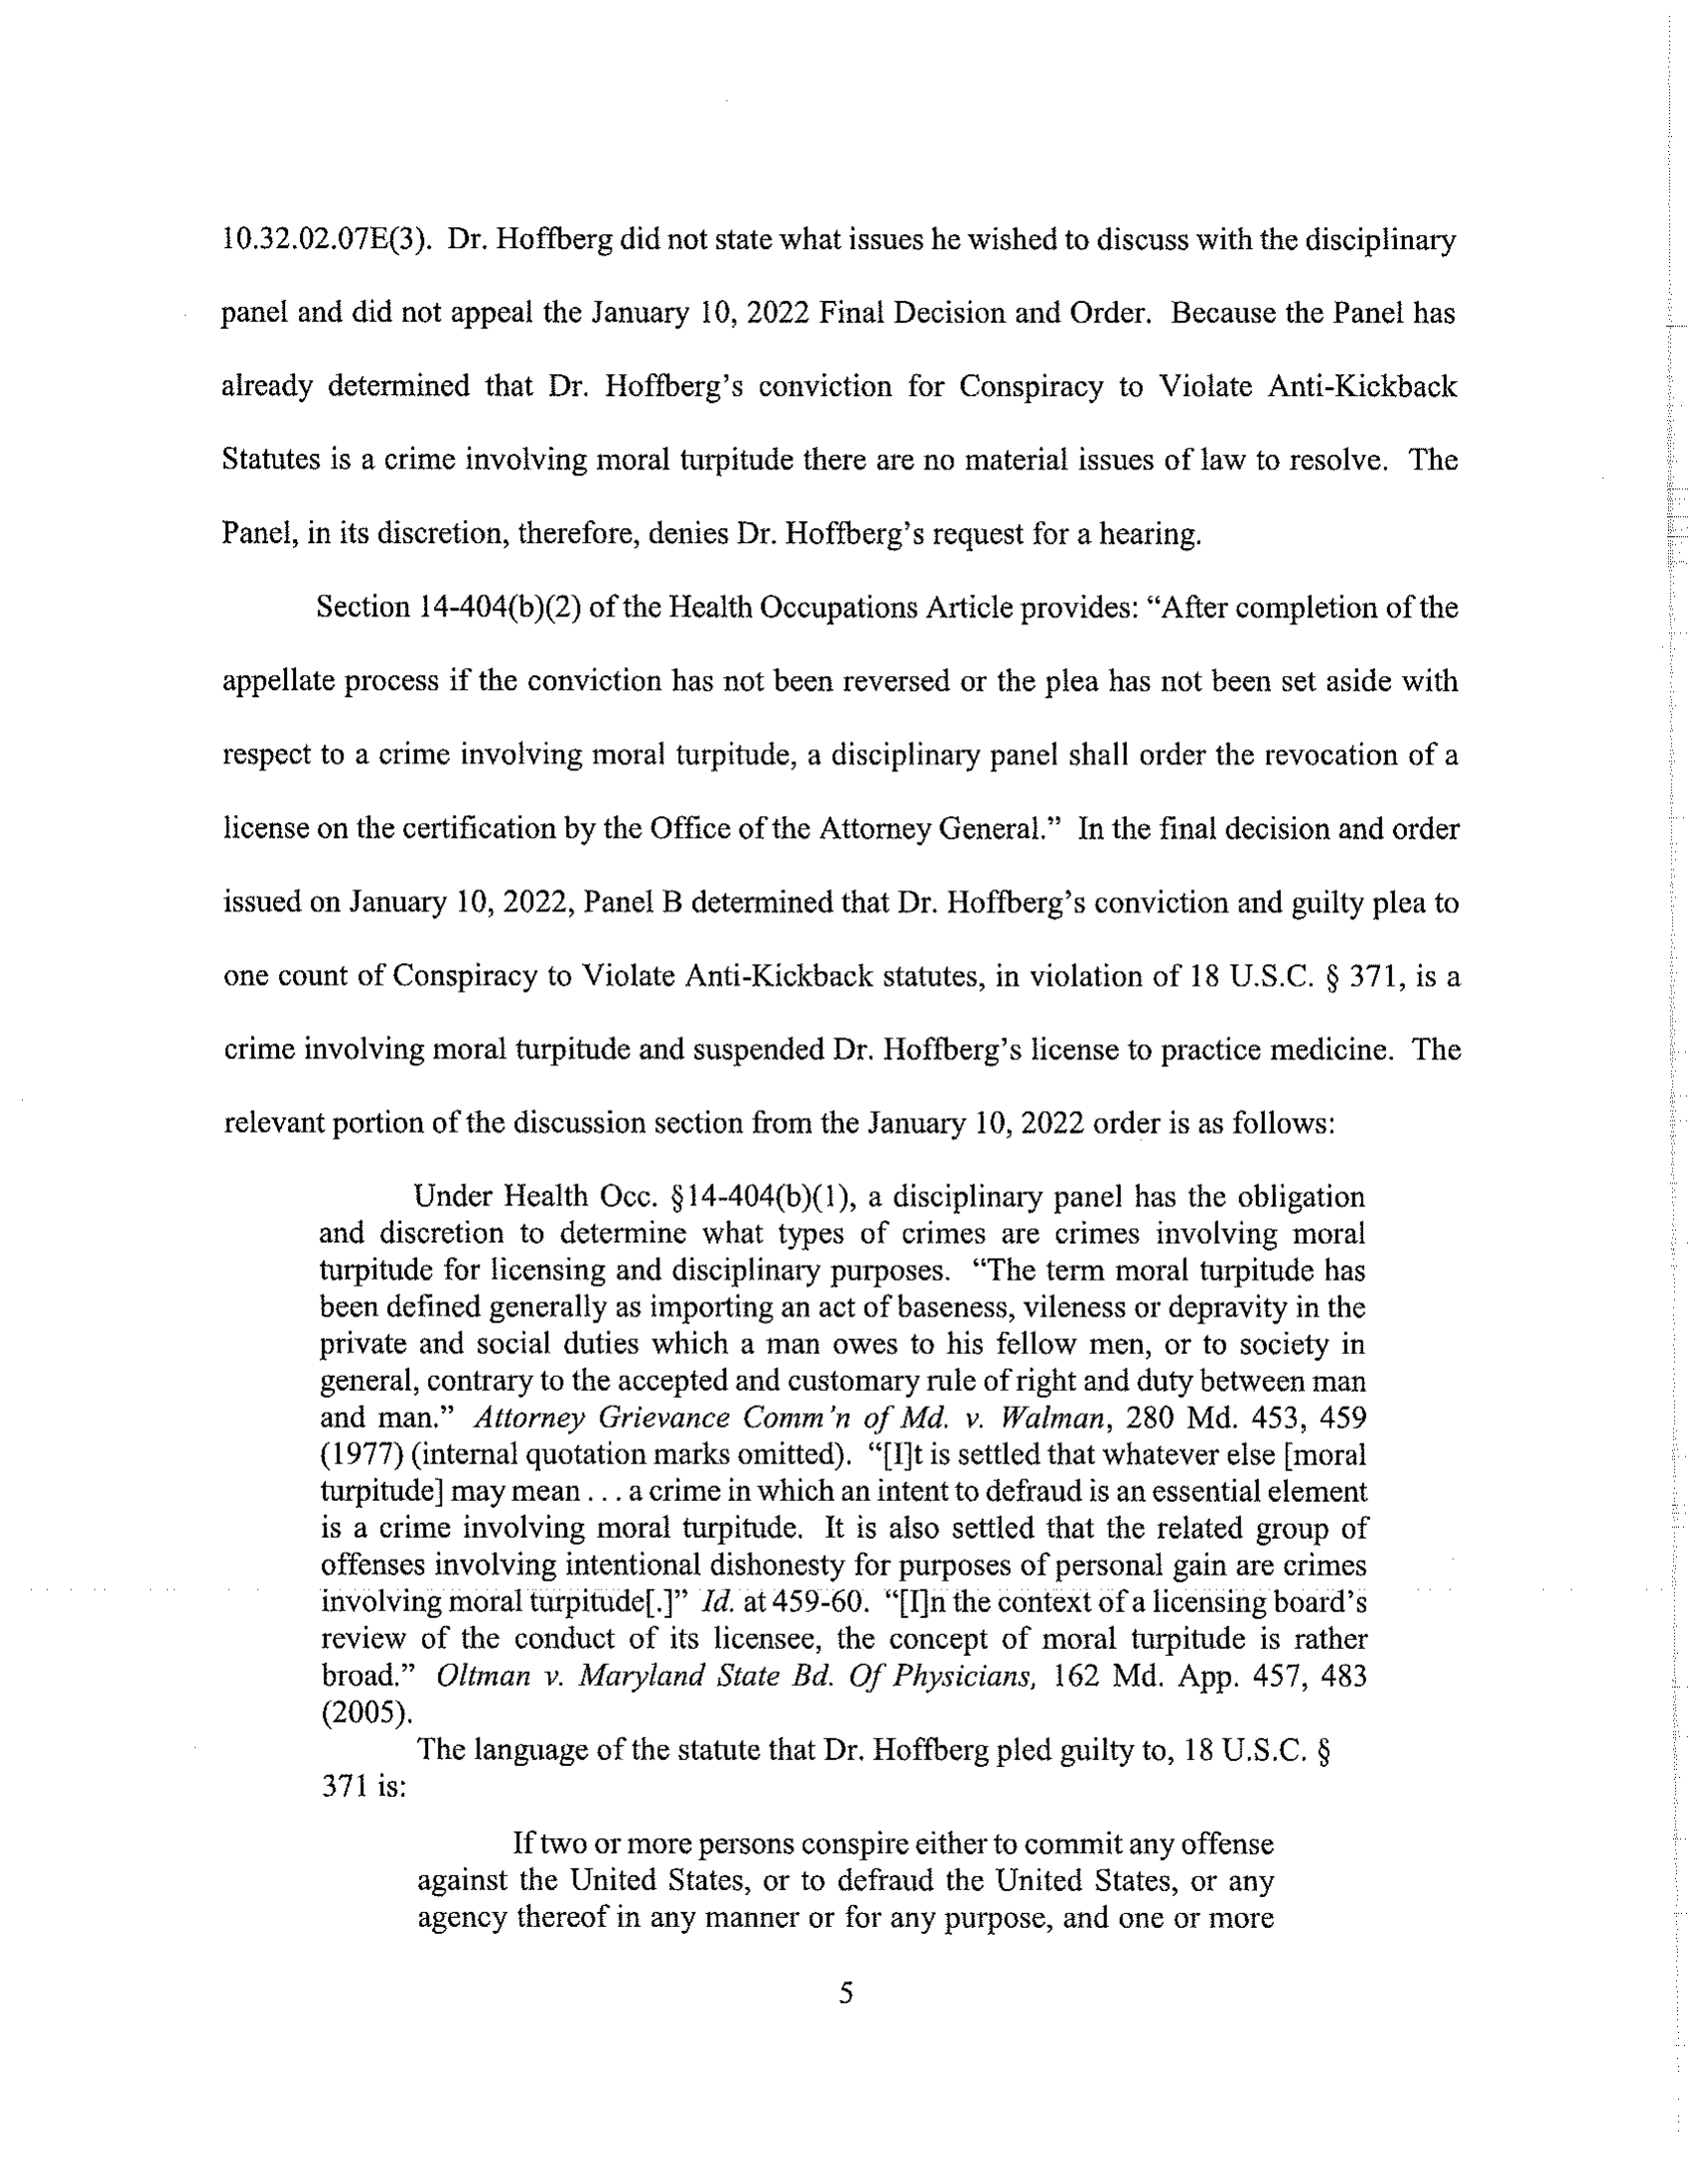 10.32.02.07E(3). Dr. Hoffberg did not state what issues he wished to discuss with the disciplinary
panel and did not appeal the January 10, 2022 Final Decision and Order. Because the Panel has
already determined that Dr. Hoffberg's conviction for Conspiracy to Violate Anti-Kickback
Statutes is a crime involving moral turpitude there are no material issues of law to resolve. The
Panel, in its discretion, therefore, denies Dr. Hoffberg's request for a hearing.
Section 14-404(b)(2) of the Health Occupations Article provides: “After completion of the
appellate process if the conviction has not been reversed or the plea has not been set aside with
respect to a crime involving moral turpitude, a disciplinary panel shall order the revocation of a
license on the certification by the Office of the Attorney General.” In the final decision and order
issued on January 10, 2022, Panel B determined that Dr. Hoffberg's conviction and guilty plea to
one count of Conspiracy to Violate Anti-Kickback statutes, in violation of 18 U.S.C. § 371, is a
crime involving moral turpitude and suspended Dr. Hoffberg's license to practice medicine. The
relevant portion of the discussion section from the January 10, 2022 order is as follows:
Under Health Occ. §14-404(b)(1), a disciplinary panel has the obligation
and discretion to determine what types of crimes are crimes involving moral
turpitude for licensing and disciplinary purposes. “The term moral turpitude has
been defined generally as importing an act of baseness, vileness or depravity in the
private and social duties which a man owes to his fellow men, or to society in
general, contrary to the accepted and customary rule of right and duty between man
and man.” Attorney Grievance Comm'n of Md. v. Walman, 280 Md. 453, 459
(1977) (internal quotation marks omitted). “[I]t is settled that whatever else [moral
turpitude] may mean . . . a crime in which an intent to defraud is an essential element
is a crime involving moral turpitude. It is also settled that the related group of
offenses involving intentional dishonesty for purposes of personal gain are crimes
involving moral turpitude[.]” Id. at 459-60. “[I]n the context of a licensing board's
review of the conduct of its licensee, the concept of moral turpitude is rather
broad.” Oltman v. Maryland State Bd. Of Physicians, 162 Md. App. 457, 483
(2005).
The language of the statute that Dr. Hoffberg pled guilty to, 18 U.S.C. §
371 is:
If two or more persons conspire either to commit any offense
against the United States, or to defraud the United States, or any
agency thereof in any manner or for any purpose, and one or more
5